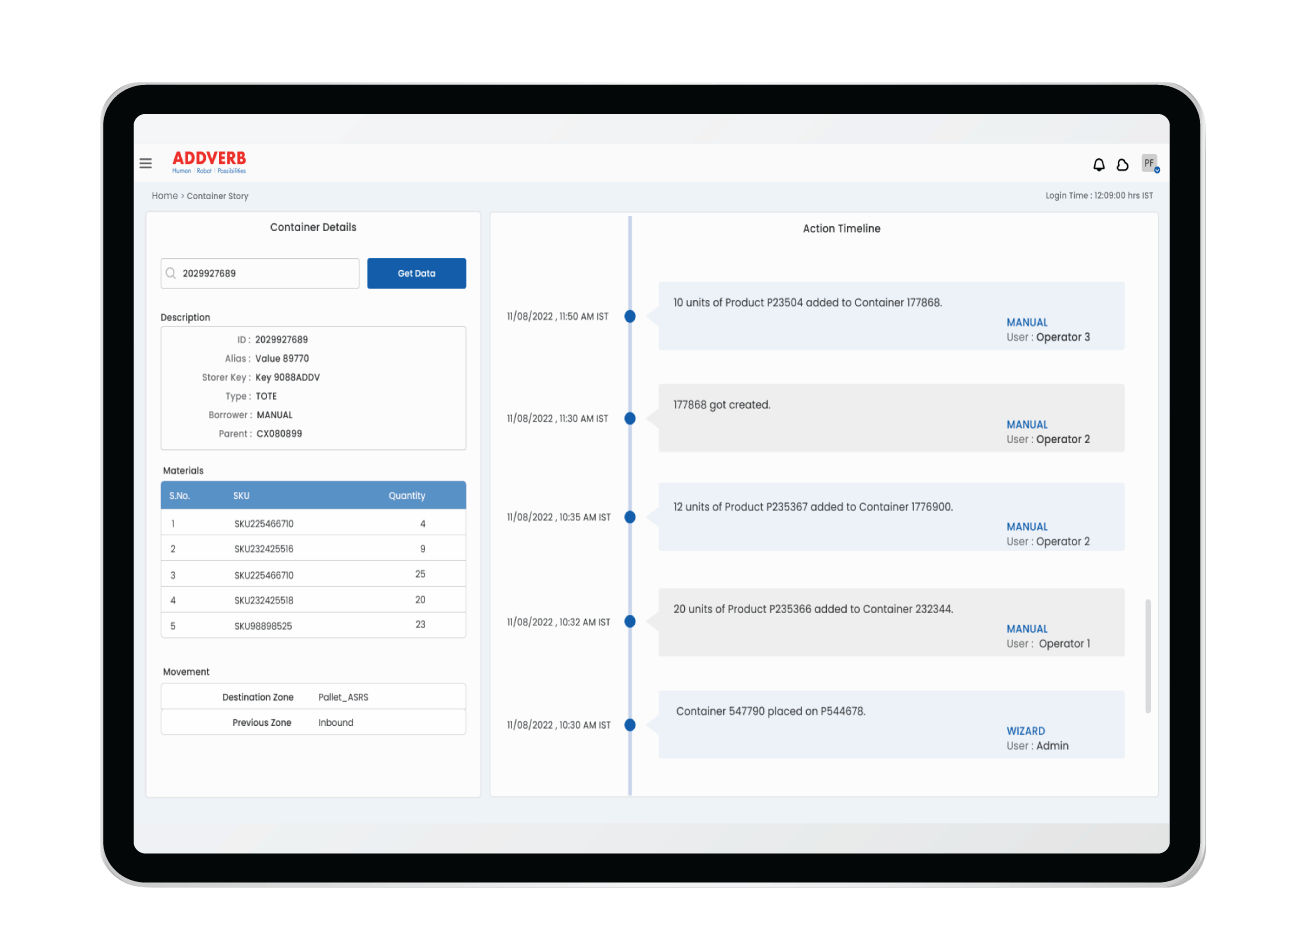 ADDVERB
Human | Robot | Possibilities
PF
Home > Container Story
Login Time : 12:09:00 hrs IST
Container Details
2029927689
Get Data
Description
ID : 2029927689
Alias : Value 89770
Storer Key : Key 9088ADDV
Type : TOTE
Borrower : MANUAL
Parent : CX080899
Materials
S.No. SKU Quantity
1 SKU225466710 4
2 SKU232425516 9
3 SKU225466710 25
4 SKU232425518 20
5 SKU98898525 23
Movement
Destination Zone Pallet_ASRS
Previous Zone Inbound
Action Timeline
11/08/2022 , 11:50 AM IST
10 units of Product P23504 added to Container 177868.
MANUAL
User : Operator 3
11/08/2022 , 11:30 AM IST
177868 got created.
MANUAL
User : Operator 2
11/08/2022 , 10:35 AM IST
12 units of Product P235367 added to Container 1776900.
MANUAL
User : Operator 2
11/08/2022 , 10:32 AM IST
20 units of Product P235366 added to Container 232344.
MANUAL
User : Operator 1
11/08/2022 , 10:30 AM IST
Container 547790 placed on P544678.
WIZARD
User : Admin